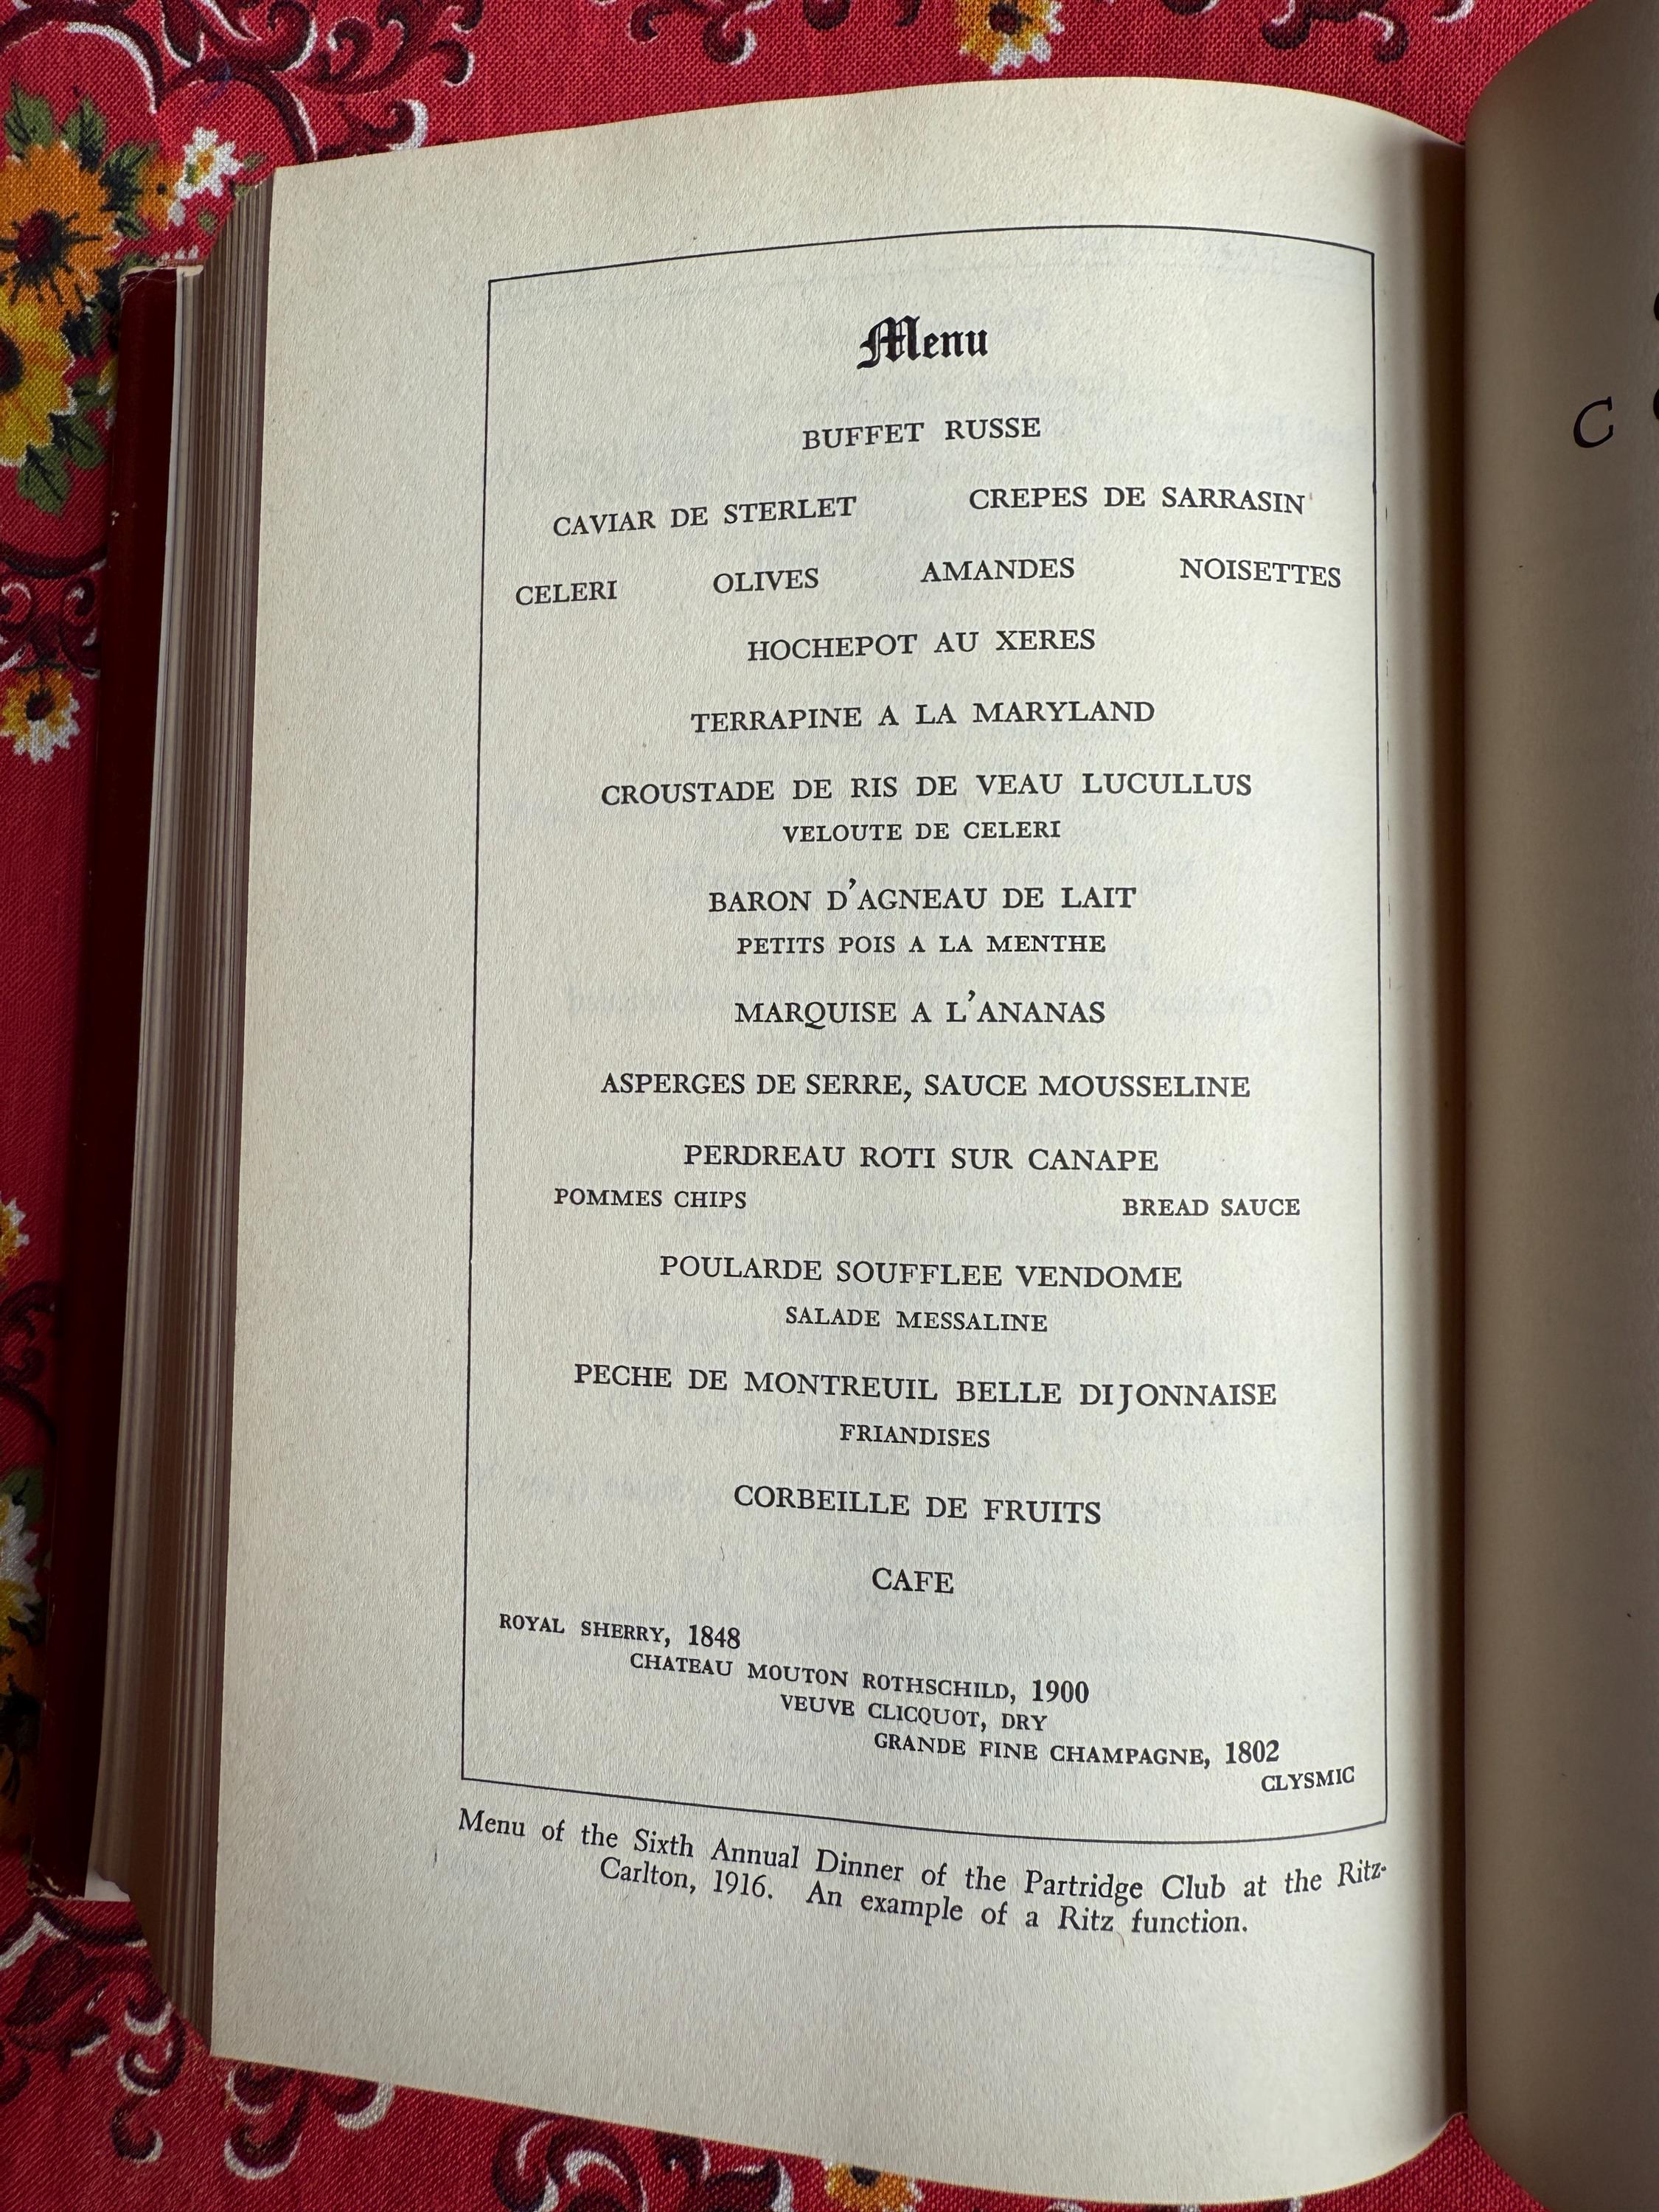 Menu
BUFFET RUSSE
CAVIAR DE STERLET CREPES DE SARRASIN
CELERI OLIVES AMANDES NOISETTES
HOCHEPOT AU XERES
TERRAPINE A LA MARYLAND
CROUSTADE DE RIS DE VEAU LUCULLUS
VELOUTE DE CELERI
BARON D'AGNEAU DE LAIT
PETITS POIS A LA MENTHE
MARQUISE A L'ANANAS
ASPERGES DE SERRE, SAUCE MOUSSELINE
PERDREAU ROTI SUR CANAPE
POMMES CHIPS BREAD SAUCE
POULARDE SOUFFLEE VENDOME
SALADE MESSALINE
PECHE DE MONTREUIL BELLE DIJONNAISE
FRIANDISES
CORBEILLE DE FRUITS
CAFE
ROYAL SHERRY, 1848
CHATEAU MOUTON ROTHSCHILD, 1900
VEUVE CLICQUOT, DRY
GRANDE FINE CHAMPAGNE, 1802
CLYSMIC
Menu of the Sixth Annual Dinner of the Partridge Club at the Ritz-
Carlton, 1916. An example of a Ritz function.
C